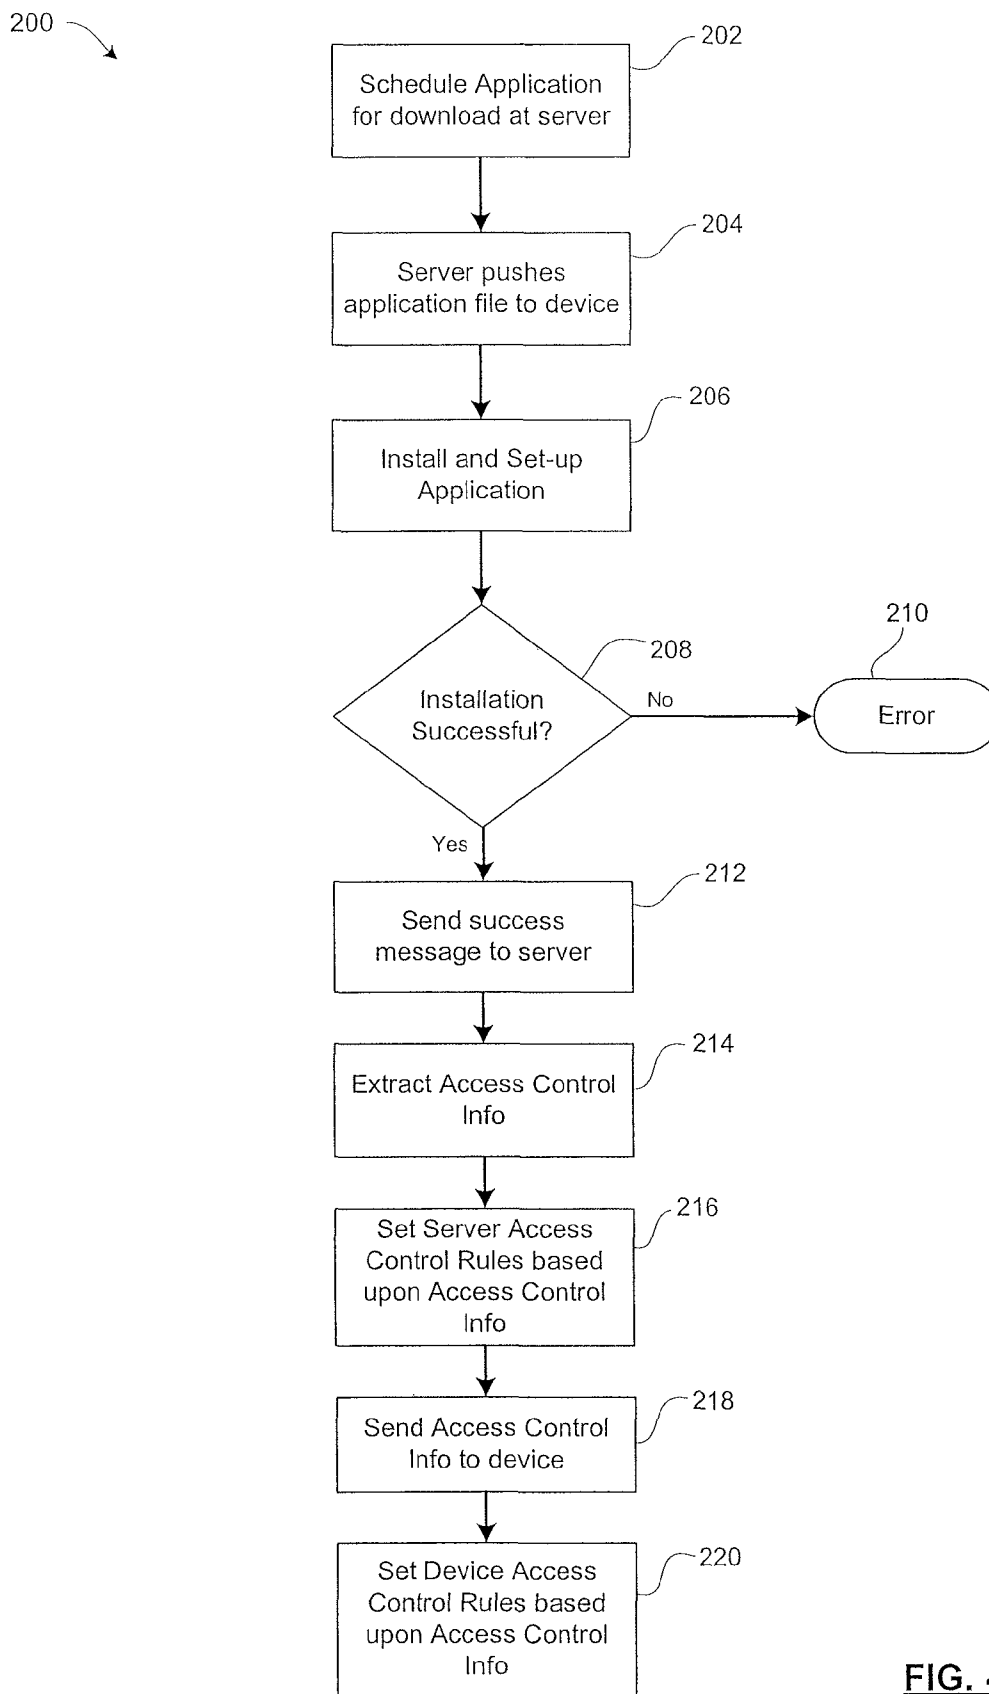 200
202
Schedule Application
for download at server
204
Server pushes
application file to device
206
Install and Set-up
Application
208
Installation
Successful?
No
210
Error
Yes
212
Send success
message to server
214
Extract Access Control
Info
216
Set Server Access
Control Rules based
upon Access Control
Info
218
Send Access Control
Info to device
220
Set Device Access
Control Rules based
upon Access Control
Info
FIG.